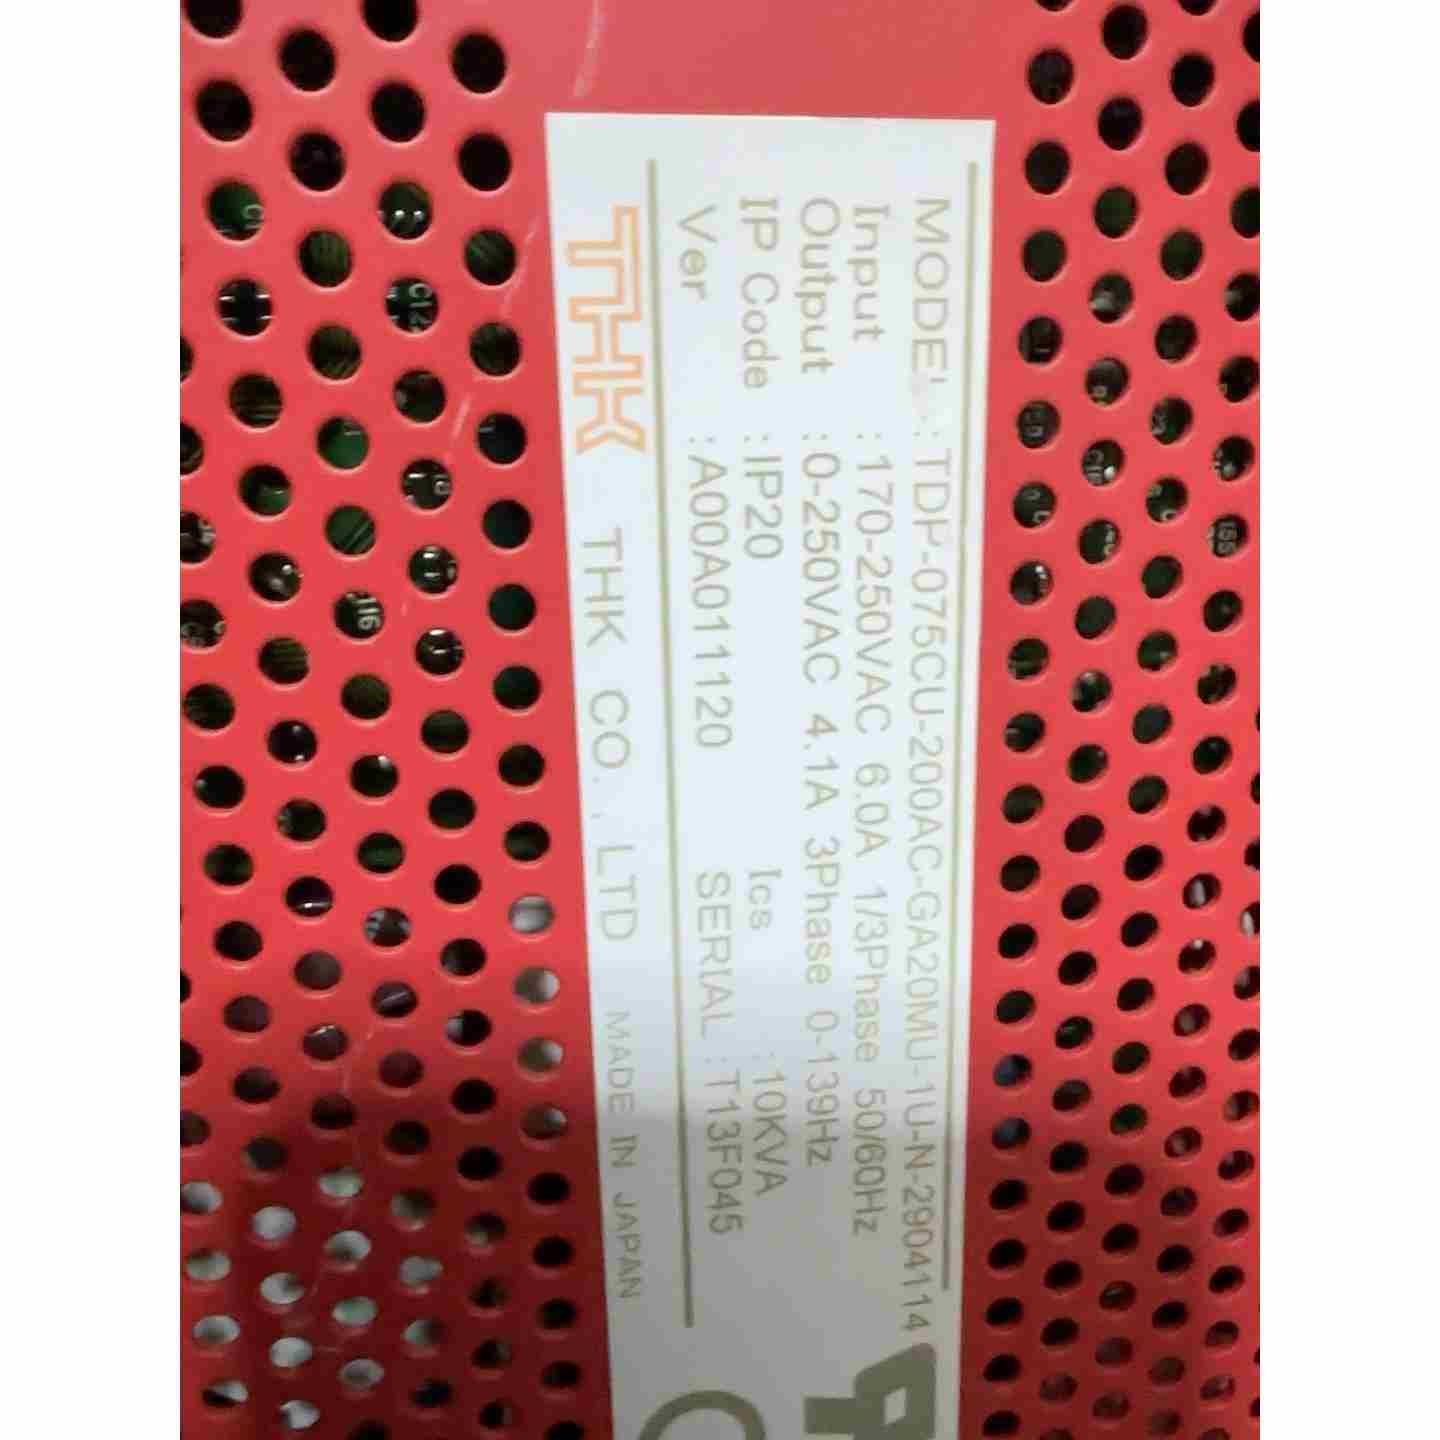 MODEL : TDP-075CU-200AC-GA20MU-1U-N-2904114
Input : 170-250VAC 6.0A 1/3Phase 50/60Hz
Output : 0-250VAC 4.1A 3Phase 0-139Hz
IP Code : IP20 Ics : 10KVA
Ver : A00A011120 SERIAL : T13F045
THK THK CO.,LTD MADE IN JAPAN